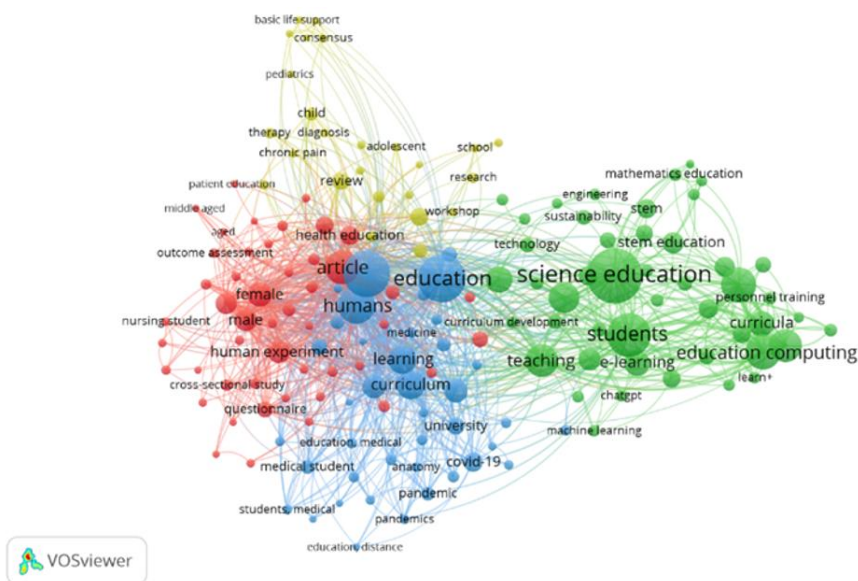 basic life support
consensus
pediatrics
child
therapy diagnosis
adolescent
school
chronic pain
mathematics education
research
patient education
review
engineering
middle aged
workshop
sustainability
stem
aged
health education
technology
stem education
outcome assessment
article
education
science education
female
humans
personnel training
nursing student
male
medicine
curriculum development
students
curricula
human experiment
learning
teaching
e-learning
education computing
cross-sectional study
curriculum
learn+
questionnaire
chatgpt
university
machine learning
education, medical
medical student
anatomy
covid-19
pandemic
students, medical
pandemics
education, distance
VOSviewer